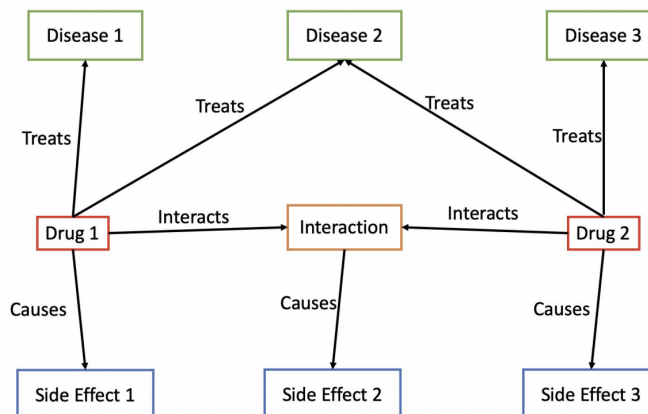 Disease 1
Disease 2
Disease 3
Treats
Treats
Treats
Treats
Interacts
Interacts
Drug 1
Interaction
Drug 2
Causes
Causes
Causes
Side Effect 1
Side Effect 2
Side Effect 3